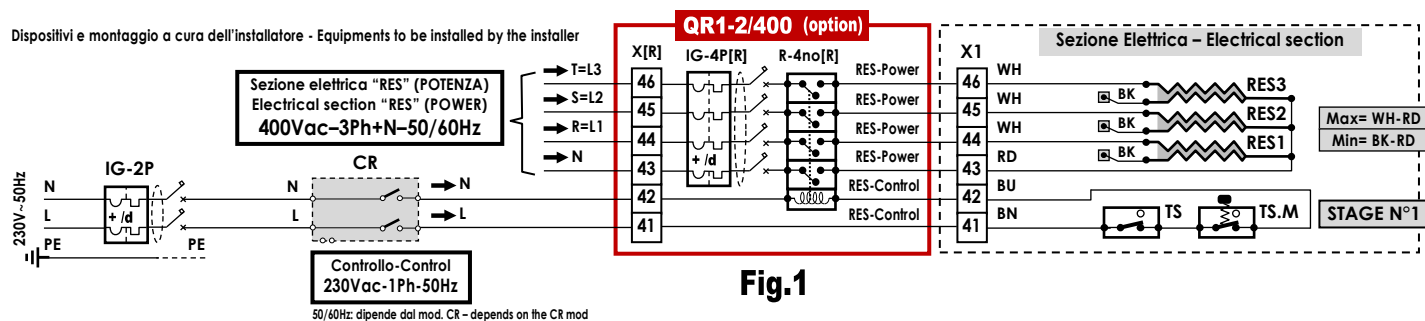 Dispositivi e montaggio a cura dell'installatore - Equipments to be installed by the installer
QR1-2/400 (option)
Sezione Elettrica – Electrical section
X[R]
IG-4P[R]
R-4no[R]
X1
Sezione elettrica "RES" (POTENZA)
Electrical section "RES" (POWER)
400Vac–3Ph+N–50/60Hz
T=L3
46
RES-Power
46
WH
BK
RES3
S=L2
45
RES-Power
45
WH
BK
RES2
R=L1
44
RES-Power
44
WH
BK
RES1
N
43
+ /d
RES-Power
43
RD
Max= WH-RD
Min= BK-RD
IG-2P
CR
230V~50Hz
N
+ /d
N
N
42
RES-Control
42
BU
L
L
L
41
RES-Control
41
BN
TS
TS.M
STAGE N°1
PE
PE
Controllo-Control
230Vac-1Ph-50Hz
50/60Hz: dipende dal mod. CR – depends on the CR mod
Fig.1